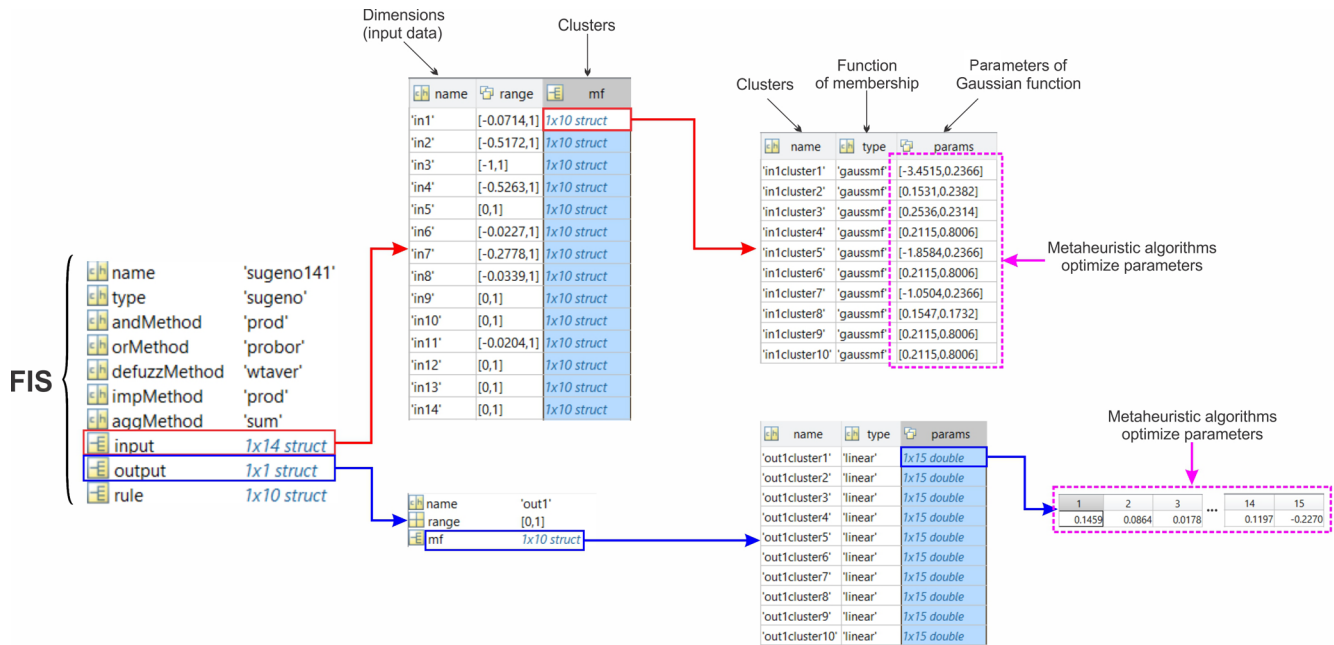 Dimensions
(input data)
Clusters
name range mf
'in1' [-0.0714,1] 1x10 struct
'in2' [-0.5172,1] 1x10 struct
'in3' [-1,1] 1x10 struct
'in4' [-0.5263,1] 1x10 struct
'in5' [0,1] 1x10 struct
'in6' [-0.0227,1] 1x10 struct
'in7' [-0.2778,1] 1x10 struct
'in8' [-0.0339,1] 1x10 struct
'in9' [0,1] 1x10 struct
'in10' [0,1] 1x10 struct
'in11' [-0.0204,1] 1x10 struct
'in12' [0,1] 1x10 struct
'in13' [0,1] 1x10 struct
'in14' [0,1] 1x10 struct
Clusters
Function
of membership
Parameters of
Gaussian function
name type params
'in1cluster1' 'gaussmf' [-3.4515,0.2366]
'in1cluster2' 'gaussmf' [0.1531,0.2382]
'in1cluster3' 'gaussmf' [0.2536,0.2314]
'in1cluster4' 'gaussmf' [0.2115,0.8006]
'in1cluster5' 'gaussmf' [-1.8584,0.2366]
'in1cluster6' 'gaussmf' [0.2115,0.8006]
'in1cluster7' 'gaussmf' [-1.0504,0.2366]
'in1cluster8' 'gaussmf' [0.1547,0.1732]
'in1cluster9' 'gaussmf' [0.2115,0.8006]
'in1cluster10' 'gaussmf' [0.2115,0.8006]
Metaheuristic algorithms
optimize parameters
FIS
name 'sugeno141'
type 'sugeno'
andMethod 'prod'
orMethod 'probor'
defuzzMethod 'wtaver'
impMethod 'prod'
aggMethod 'sum'
input 1x14 struct
output 1x1 struct
rule 1x10 struct
name 'out1'
range [0,1]
mf 1x10 struct
name type params
'out1cluster1' 'linear' 1x15 double
'out1cluster2' 'linear' 1x15 double
'out1cluster3' 'linear' 1x15 double
'out1cluster4' 'linear' 1x15 double
'out1cluster5' 'linear' 1x15 double
'out1cluster6' 'linear' 1x15 double
'out1cluster7' 'linear' 1x15 double
'out1cluster8' 'linear' 1x15 double
'out1cluster9' 'linear' 1x15 double
'out1cluster10' 'linear' 1x15 double
Metaheuristic algorithms
optimize parameters
1 2 3 ... 14 15
0.1459 0.0864 0.0178 0.1197 -0.2270